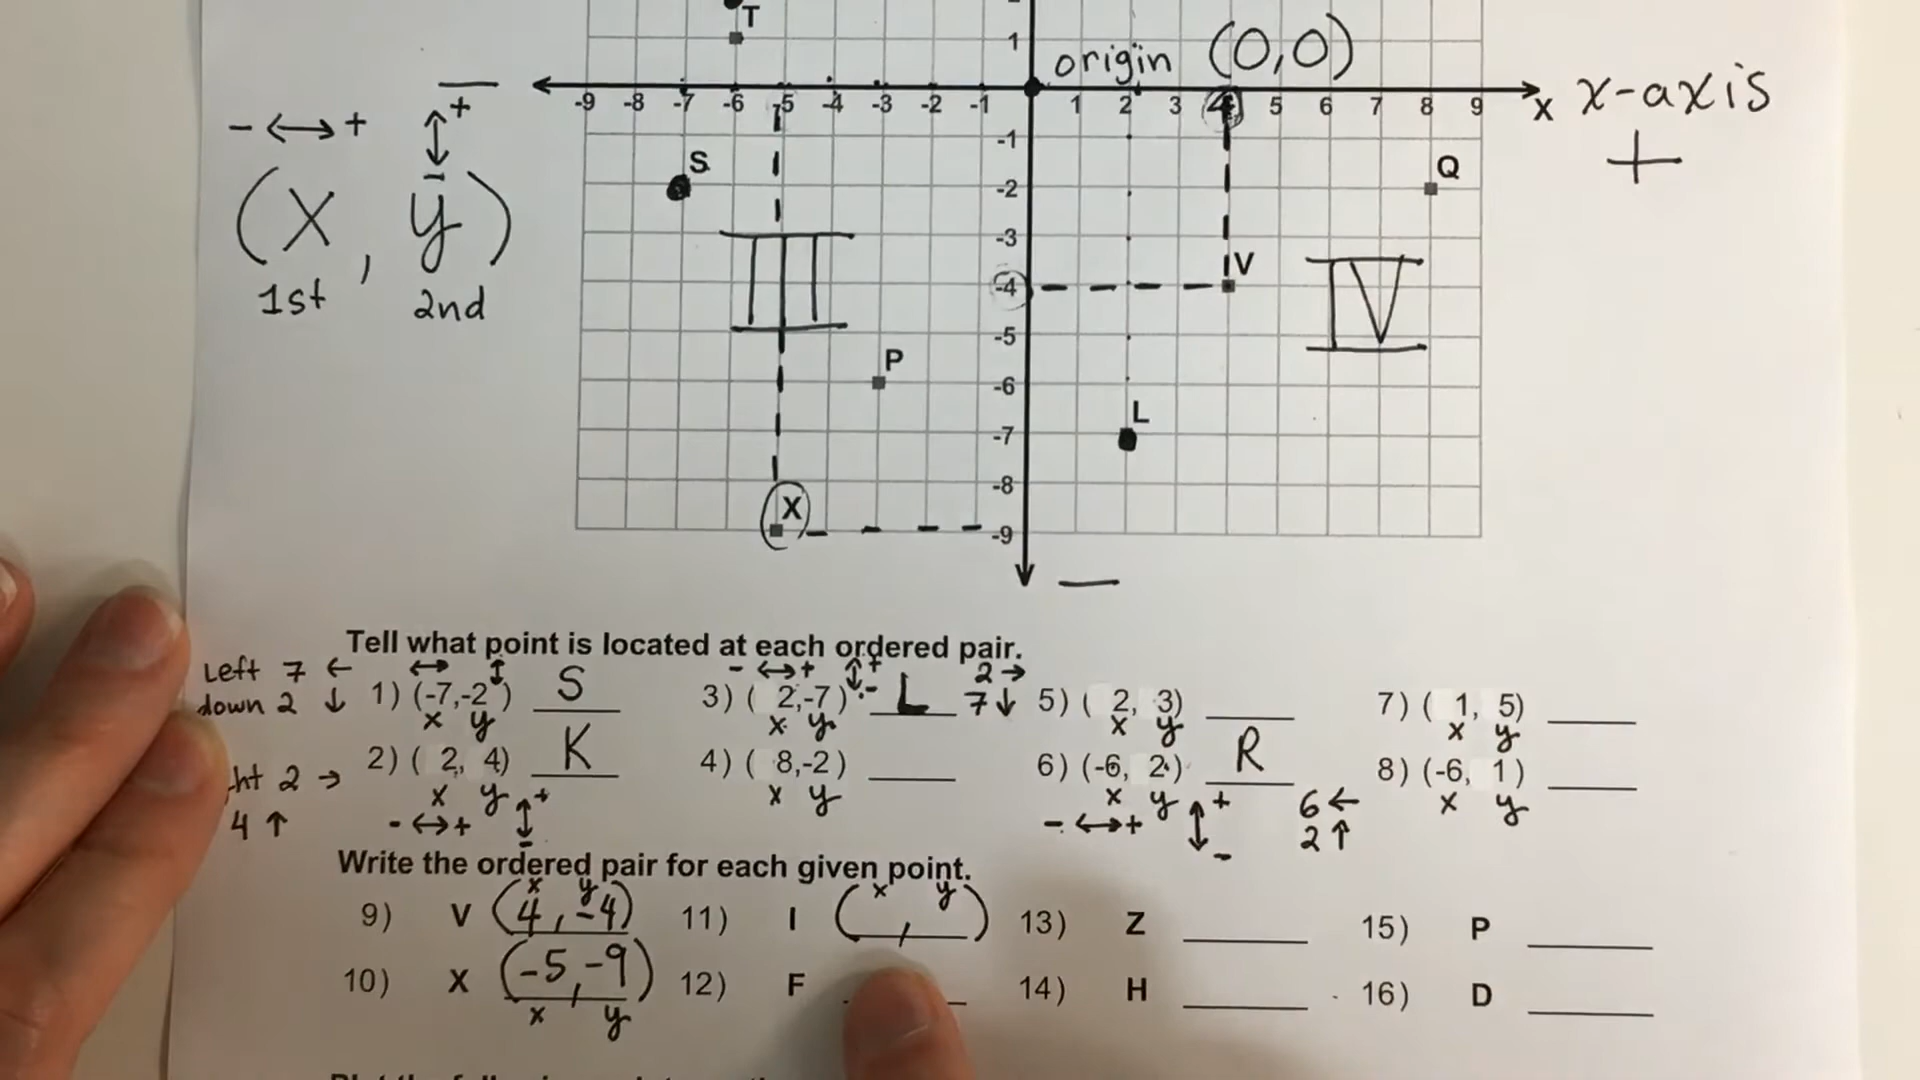 T
1
origin (0,0)
-9 -8 -7 -6 -5 -4 -3 -2 -1 1 2 3 4 5 6 7 8 9 x x-axis
- +
+
-
(x, y)
1st 2nd
+
-1
S
Q
-2
-3
III
V
IV
-4
-5
P
-6
L
-7
-8
X
-9
Tell what point is located at each ordered pair.
Left 7 ← ↔ ↕ - ↔ + ↕ + - 2 →
down 2 ↓ 1) (-7,-2) S 3) ( 2,-7) L 7 ↓ 5) ( 2, 3) 7) ( 1, 5)
x y x y x y x y
2) ( 2, 4) K 4) ( 8,-2) 6) (-6, 2) R 8) (-6, 1)
ht 2 →
x y x y x y x y
4 ↑ - ↔ + ↕ + - - ↔ + ↕ + - 6 ←
2 ↑
Write the ordered pair for each given point.
x y x y
9) V (4, -4) 11) I ( , ) 13) Z 15) P
10) X (-5, -9) 12) F 14) H 16) D
x y